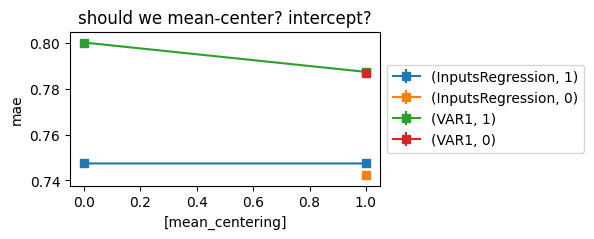 should we mean-center? intercept?
mae
0.80
0.78
0.76
0.74
0.0
0.2
0.4
0.6
0.8
1.0
[mean_centering]
(InputsRegression, 1)
(InputsRegression, 0)
(VAR1, 1)
(VAR1, 0)